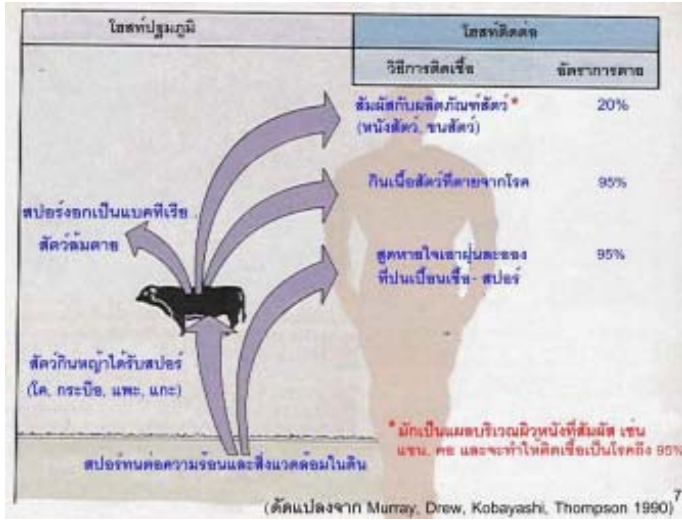 โฮสท์ปฐมภูมิ
โฮสท์ติดต่อ
วิธีการติดเชื้อ อัตราการตาย
สัมผัสกับผลิตภัณฑ์สัตว์* 20%
(หนังสัตว์, ขนสัตว์)
กินเนื้อสัตว์ที่ตายจากโรค 95%
สปอร์งอกเป็นแบคทีเรีย
สัตว์ล้มตาย
สูดหายใจเอาฝุ่นละออง 95%
ที่ปนเปื้อนเชื้อ- สปอร์
สัตว์กินหญ้าได้รับสปอร์
(โค, กระบือ, แพะ, แกะ)
*มักเป็นแผลบริเวณผิวหนังที่สัมผัส เช่น
แขน, คอ และจะทำให้ติดเชื้อเป็นโรคถึง 95%
สปอร์ทนต่อความร้อนและสิ่งแวดล้อมในดิน
7
(ดัดแปลงจาก Murray, Drew, Kobayashi, Thompson 1990)